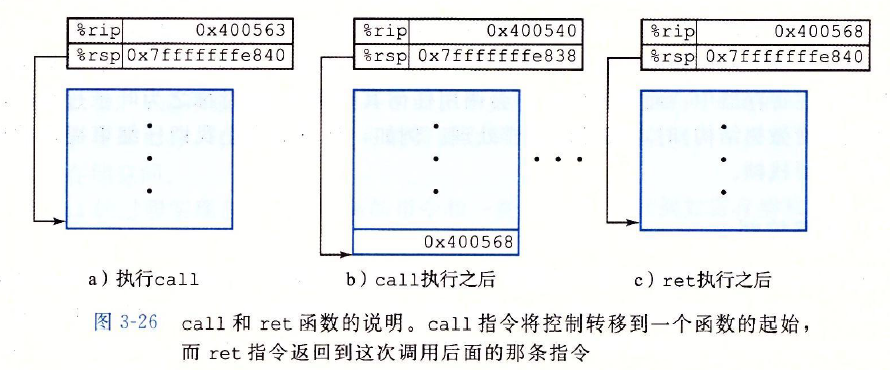 %rip 0x400563
%rsp 0x7fffffffe840
%rip 0x400540
%rsp 0x7fffffffe838
%rip 0x400568
%rsp 0x7fffffffe840
0x400568
a）执行call
b）call执行之后
c）ret执行之后
图 3-26 call 和 ret 函数的说明。call 指令将控制转移到一个函数的起始，
而 ret 指令返回到这次调用后面的那条指令